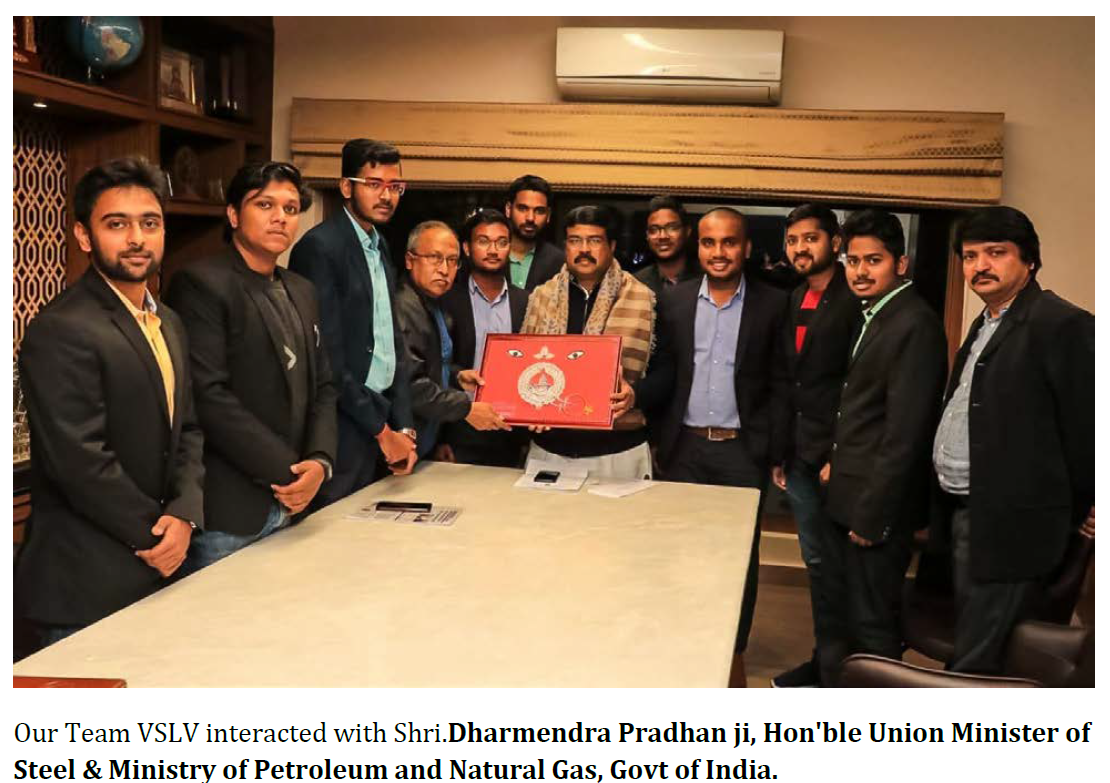 Our Team VSLV interacted with Shri.Dharmendra Pradhan ji, Hon'ble Union Minister of
Steel & Ministry of Petroleum and Natural Gas, Govt of India.